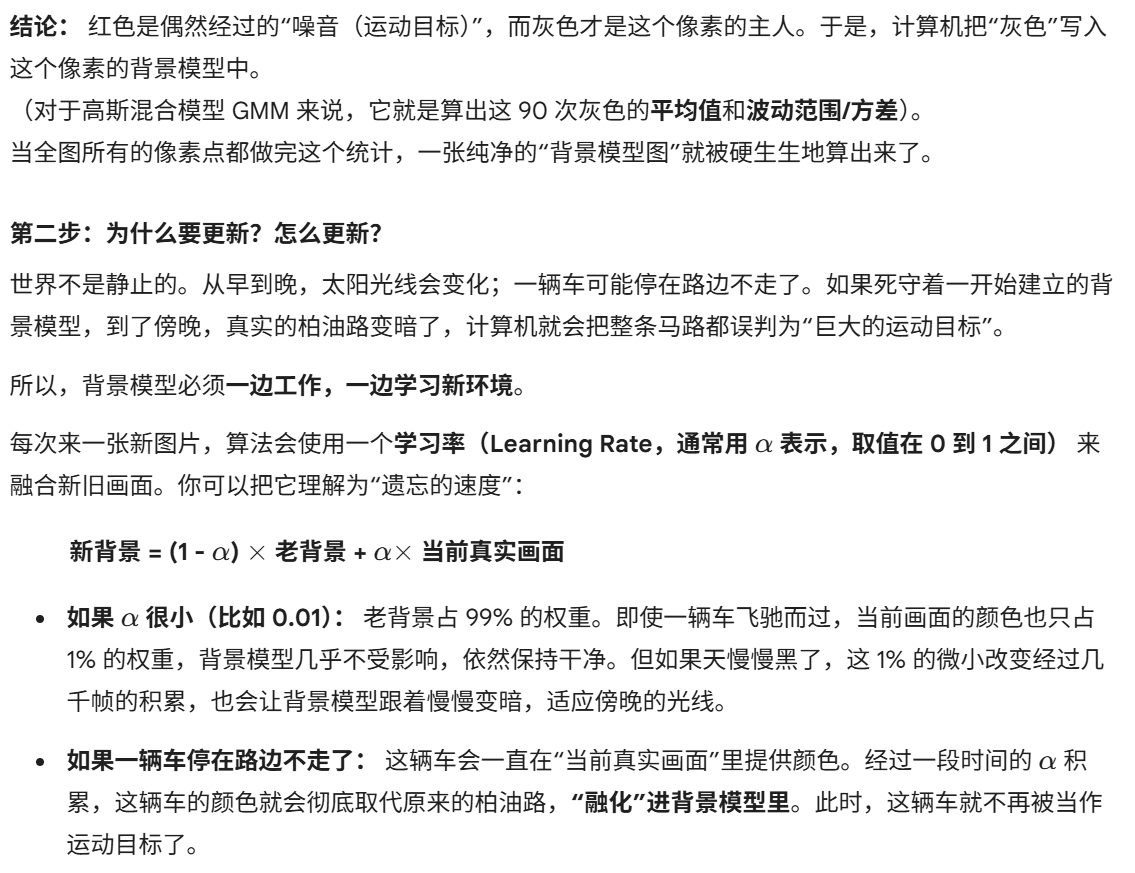 结论： 红色是偶然经过的“噪音（运动目标）”，而灰色才是这个像素的主人。于是，计算机把“灰色”写入
这个像素的背景模型中。
（对于高斯混合模型 GMM 来说，它就是算出这 90 次灰色的平均值和波动范围/方差）。
当全图所有的像素点都做完这个统计，一张纯净的“背景模型图”就被硬生生地算出来了。
第二步：为什么要更新？怎么更新？
世界不是静止的。从早到晚，太阳光线会变化；一辆车可能停在路边不走了。如果死守着一开始建立的背
景模型，到了傍晚，真实的柏油路变暗了，计算机就会把整条马路都误判为“巨大的运动目标”。
所以，背景模型必须一边工作，一边学习新环境。
每次来一张新图片，算法会使用一个学习率（Learning Rate，通常用 α 表示，取值在 0 到 1 之间） 来
融合新旧画面。你可以把它理解为“遗忘的速度”：
新背景 = (1 - α) × 老背景 + α× 当前真实画面
• 如果 α 很小（比如 0.01）： 老背景占 99% 的权重。即使一辆车飞驰而过，当前画面的颜色也只占
1% 的权重，背景模型几乎不受影响，依然保持干净。但如果天慢慢黑了，这 1% 的微小改变经过几
千帧的积累，也会让背景模型跟着慢慢变暗，适应傍晚的光线。
• 如果一辆车停在路边不走了： 这辆车会一直在“当前真实画面”里提供颜色。经过一段时间的 α 积
累，这辆车的颜色就会彻底取代原来的柏油路，“融化”进背景模型里。此时，这辆车就不再被当作
运动目标了。